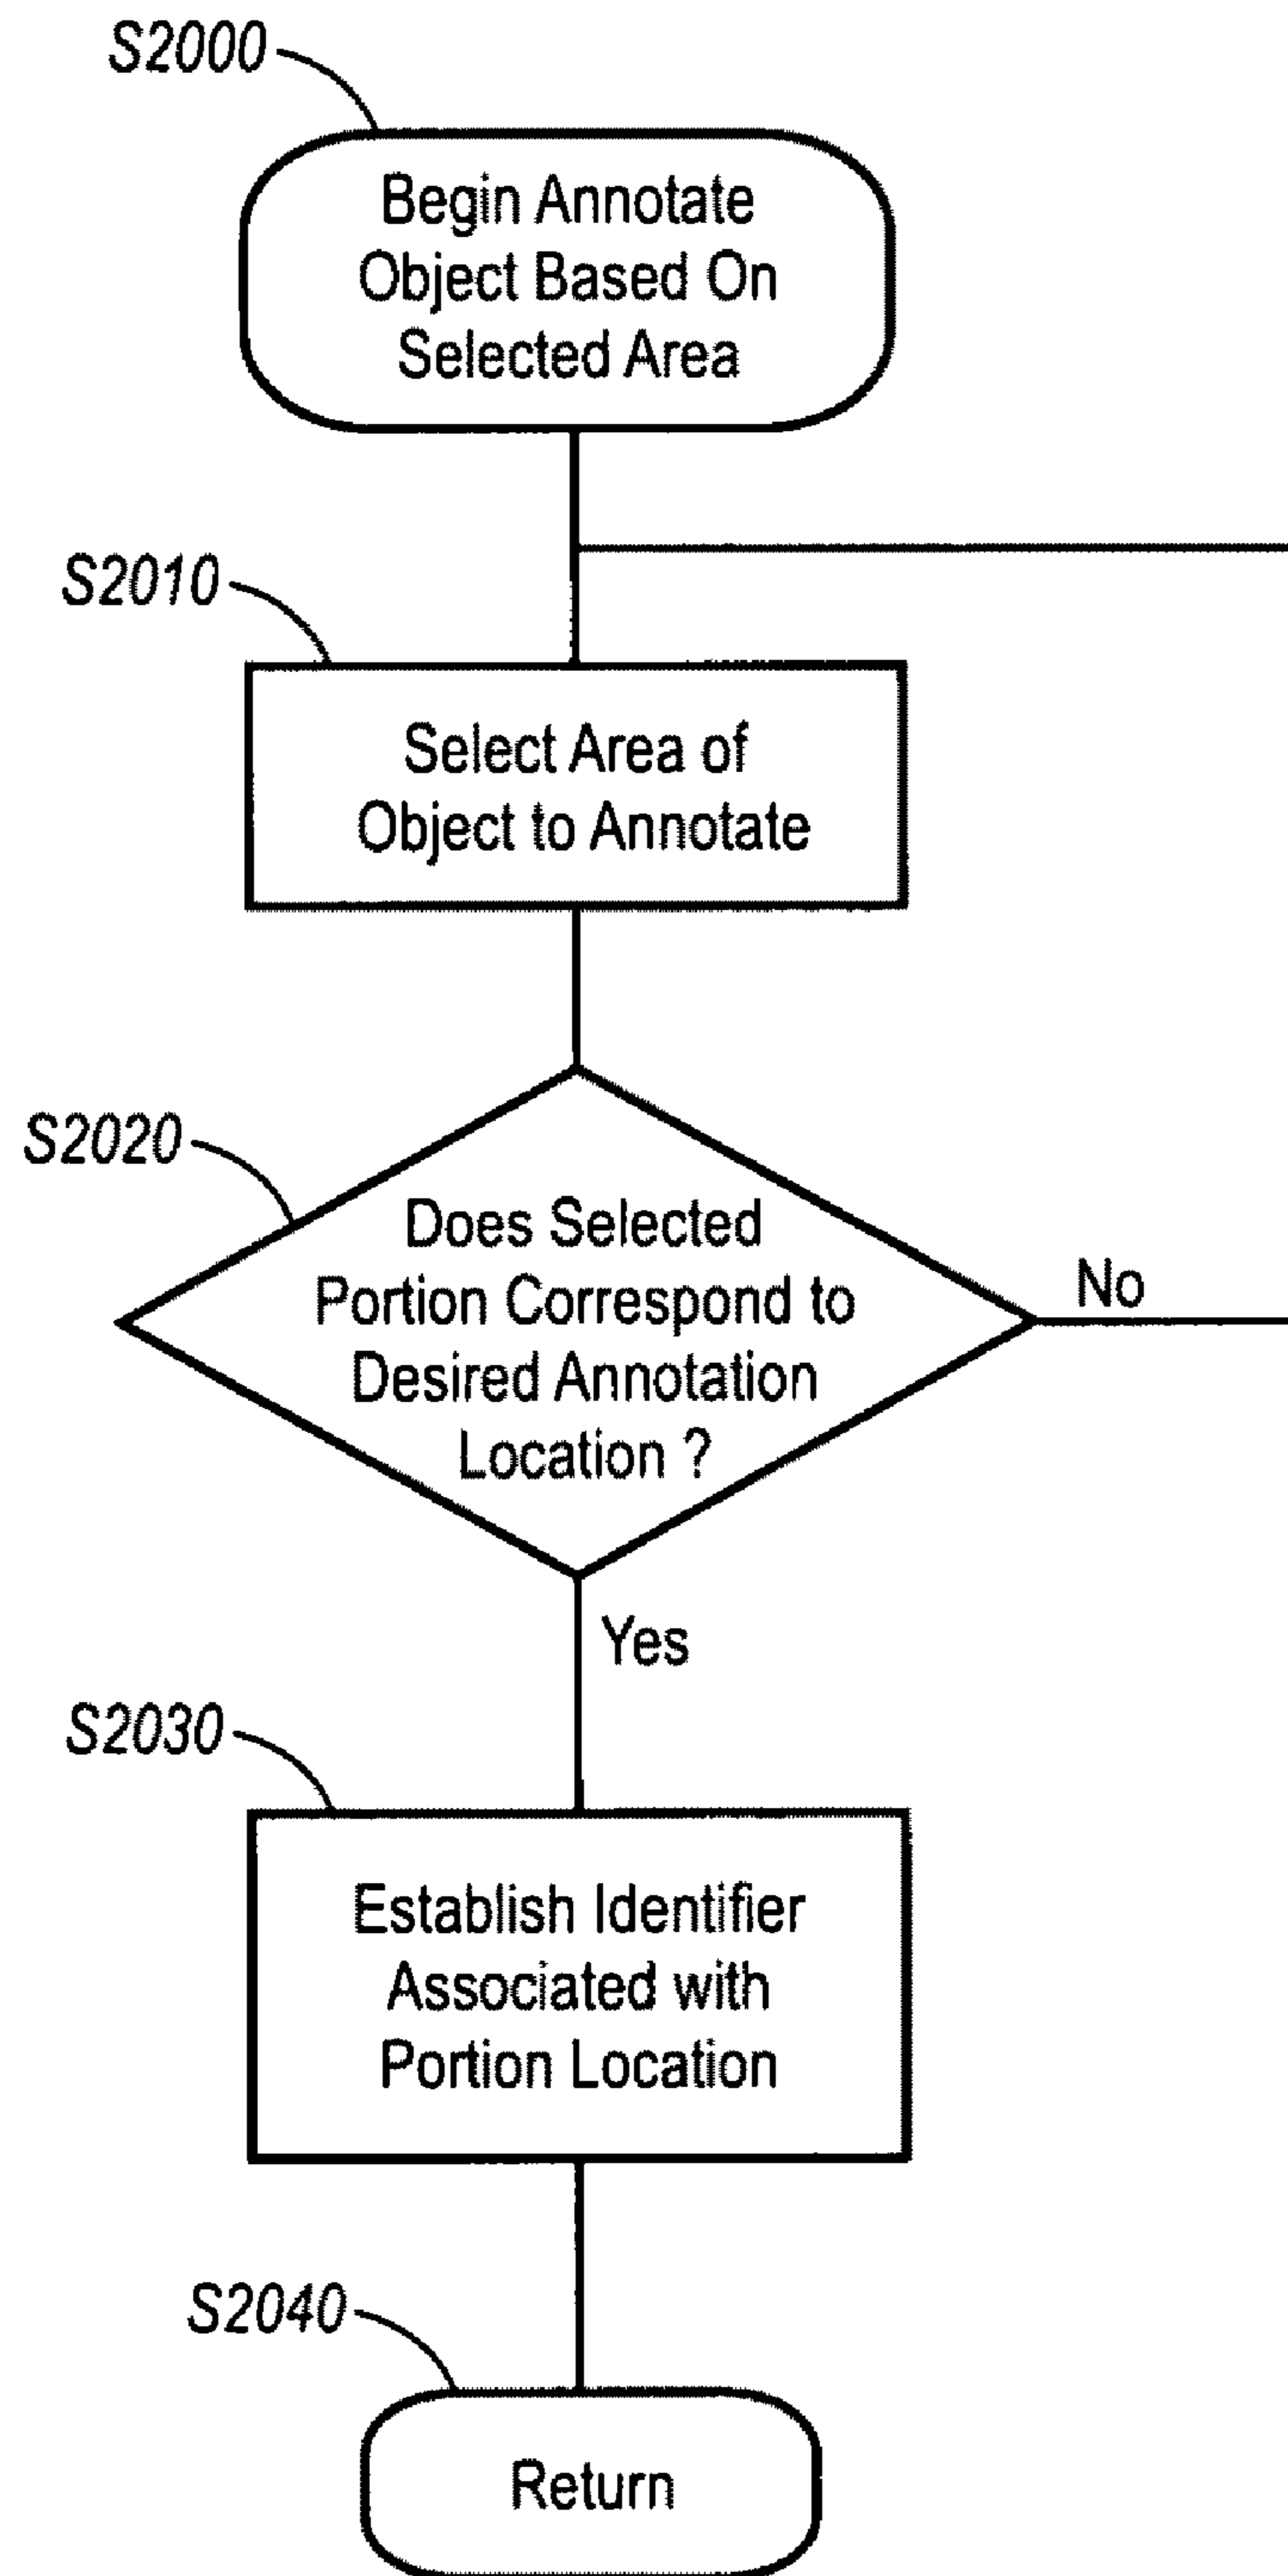 S2000
Begin Annotate
Object Based On
Selected Area
S2010
Select Area of
Object to Annotate
S2020
Does Selected
Portion Correspond to
Desired Annotation
Location ?
No
Yes
S2030
Establish Identifier
Associated with
Portion Location
S2040
Return